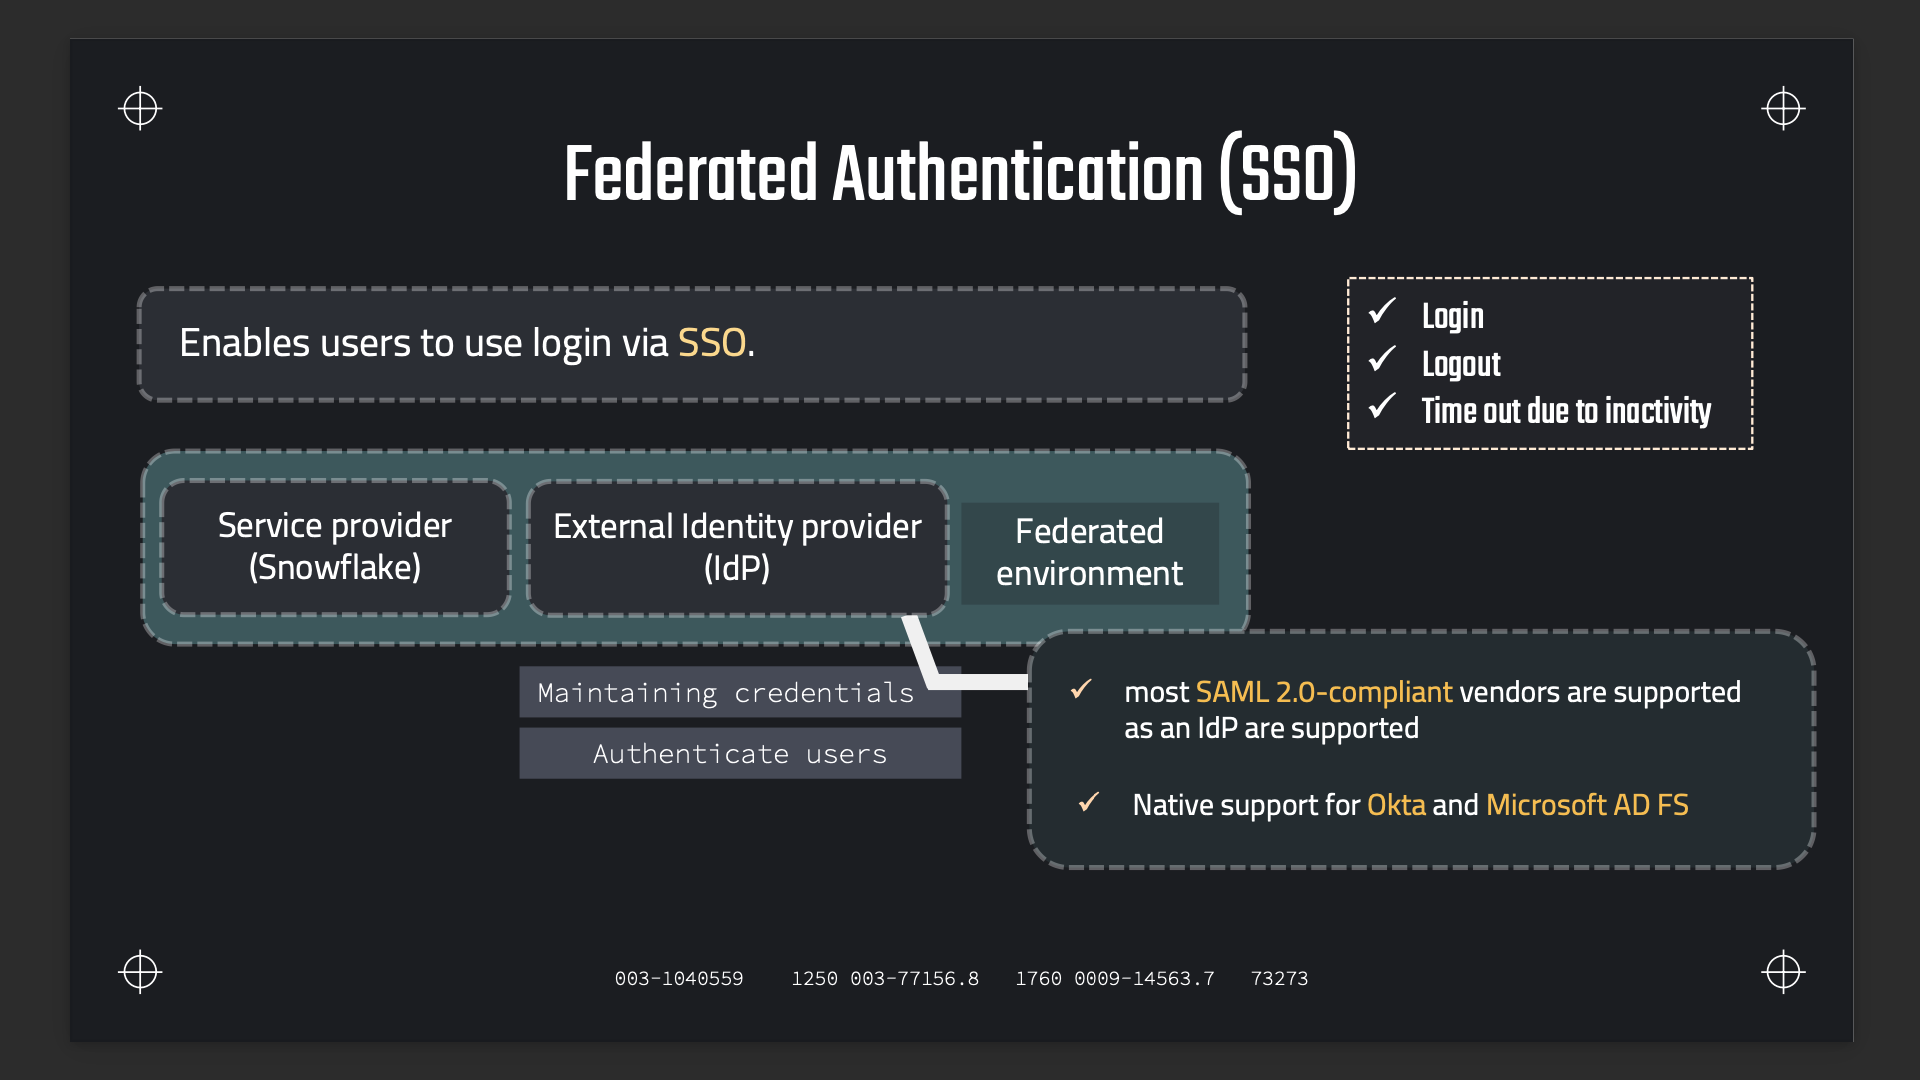 Federated Authentication (SSO)
Enables users to use login via SSO.
Login
Logout
Time out due to inactivity
Service provider
(Snowflake)
External Identity provider
(IdP)
Federated
environment
Maintaining credentials
Authenticate users
most SAML 2.0-compliant vendors are supported
as an IdP are supported
Native support for Okta and Microsoft AD FS
003-1040559 1250 003-77156.8 1760 0009-14563.7 73273